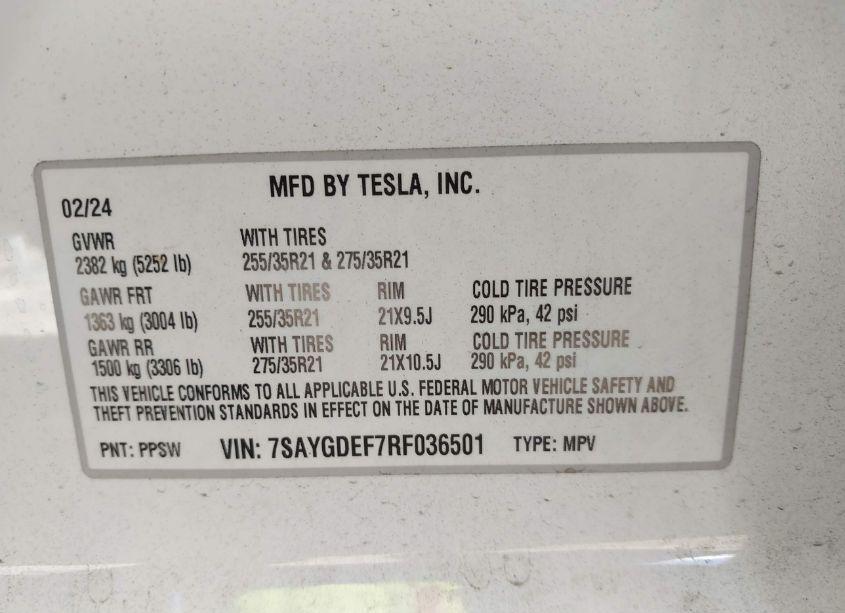 MFD BY TESLA, INC.
02/24
GVWR WITH TIRES
2382 kg (5252 lb) 255/35R21 & 275/35R21
GAWR FRT WITH TIRES RIM COLD TIRE PRESSURE
1363 kg (3004 lb) 255/35R21 21X9.5J 290 kPa, 42 psi
GAWR RR WITH TIRES RIM COLD TIRE PRESSURE
1500 kg (3306 lb) 275/35R21 21X10.5J 290 kPa, 42 psi
THIS VEHICLE CONFORMS TO ALL APPLICABLE U.S. FEDERAL MOTOR VEHICLE SAFETY AND
THEFT PREVENTION STANDARDS IN EFFECT ON THE DATE OF MANUFACTURE SHOWN ABOVE.
PNT: PPSW VIN: 7SAYGDEF7RF036501 TYPE: MPV